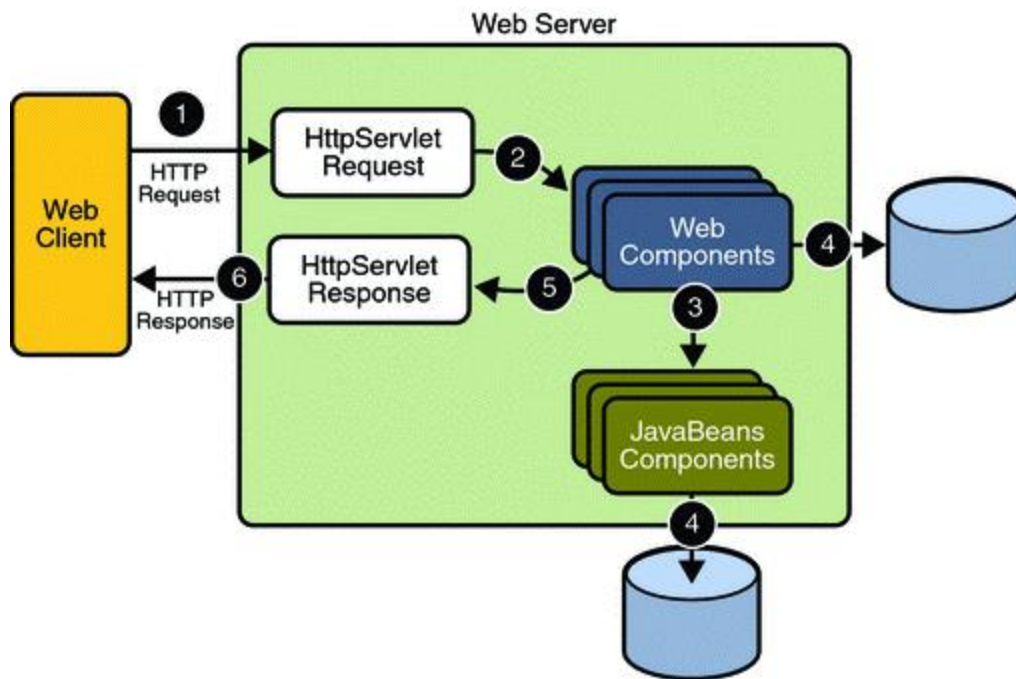 Web Server
1
HTTP
Request
HttpServlet
Request
2
Web
Client
Web
Components
4
6
HTTP
Response
HttpServlet
Response
5
3
JavaBeans
Components
4